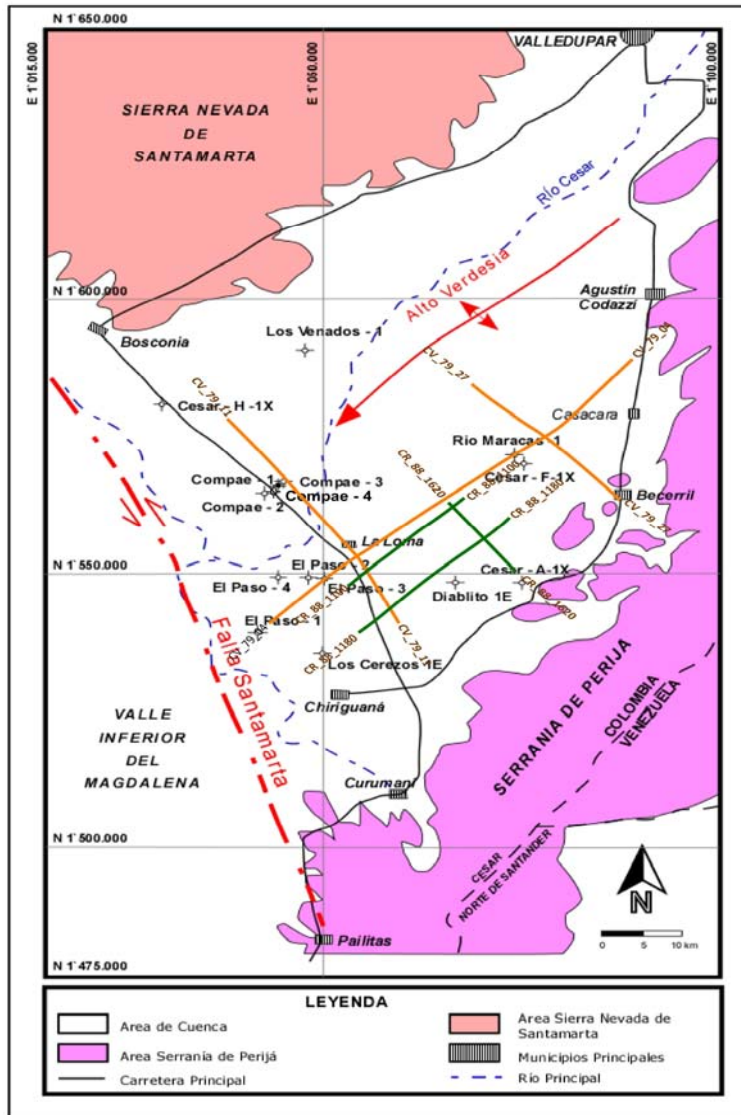 N 1´650.000
E 1´015.000
E 1´050.000
E 1´100.000
VALLEDUPAR
SIERRA NEVADA
DE
SANTAMARTA
Río Cesar
Alto Verdesia
N 1´600.000
Agustin
Codazzí
Bosconia
Los Venados - 1
CV_79_27
CV_79_04
CV_79_11
Cesar - H -1X
Casacara
Rio Maracas 1
CR_88_1620
Cesar - F-1X
Compae - 1
Compae - 3
Compae - 4
Compae - 2
CR_88_1100
CR_88_1180
Becerril
CV_79_27
La Loma
N 1´550.000
El Paso - 2
El Paso - 4
El Paso - 3
Cesar - A-1X
Diablito 1E
CR_88_1620
CR_88_1100
El Paso - 1
CR_88_1180
CV_79_11
Los Cerezos 1E
Falla Santamarta
Chiriguaná
VALLE
INFERIOR
DEL
MAGDALENA
SERRANIA DE PERIJA
COLOMBIA
VENEZUELA
Curumaní
N 1´500.000
CESAR
NORTE DE SANTANDER
N
0 5 10 km
Pailitas
N 1´475.000
LEYENDA
Area de Cuenca
Area Sierra Nevada de
Santamarta
Area Serranía de Perijá
Municipios Principales
Carretera Principal
Río Principal